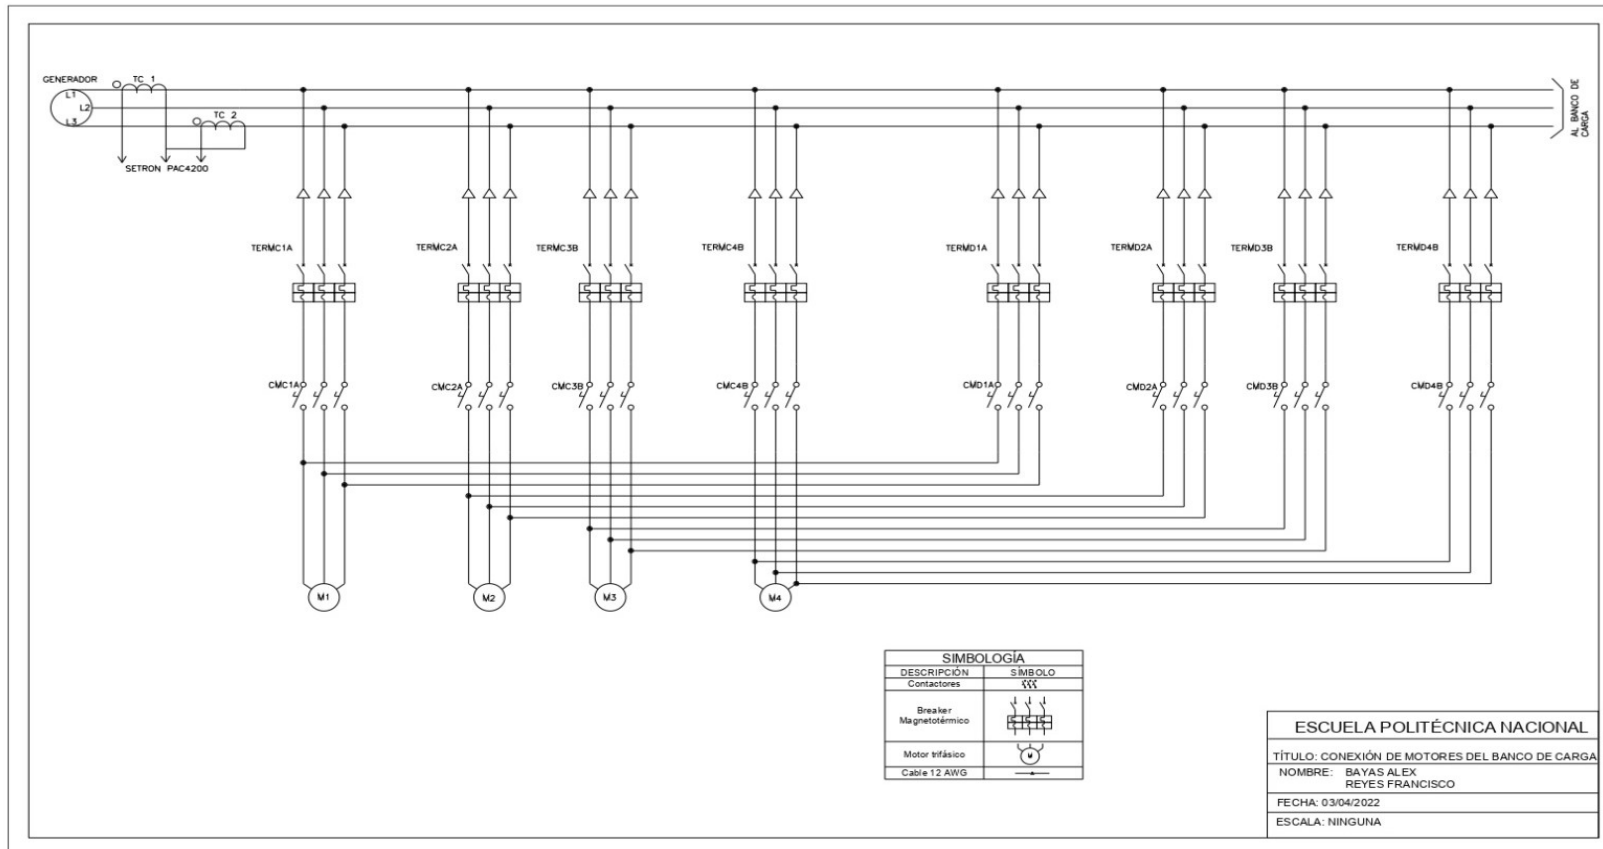 GENERADOR
TC 1
L1
L2
L3
TC 2
SETRON PAC4200
AL BANCO DE
CARGA
TERMC1A
TERMC2A
TERMC3B
TERMC4B
TERMD1A
TERMD2A
TERMD3B
TERMD4B
CMC1A
CMC2A
CMC3B
CMC4B
CMD1A
CMD2A
CMD3B
CMD4B
M1
M2
M3
M4
SIMBOLOGÍA
DESCRIPCIÓN SÍMBOLO
Contactores
Breaker
Magnetotérmico
Motor trifásico
M
Cable 12 AWG
ESCUELA POLITÉCNICA NACIONAL
TÍTULO: CONEXIÓN DE MOTORES DEL BANCO DE CARGA
NOMBRE: BAYAS ALEX
REYES FRANCISCO
FECHA: 03/04/2022
ESCALA: NINGUNA